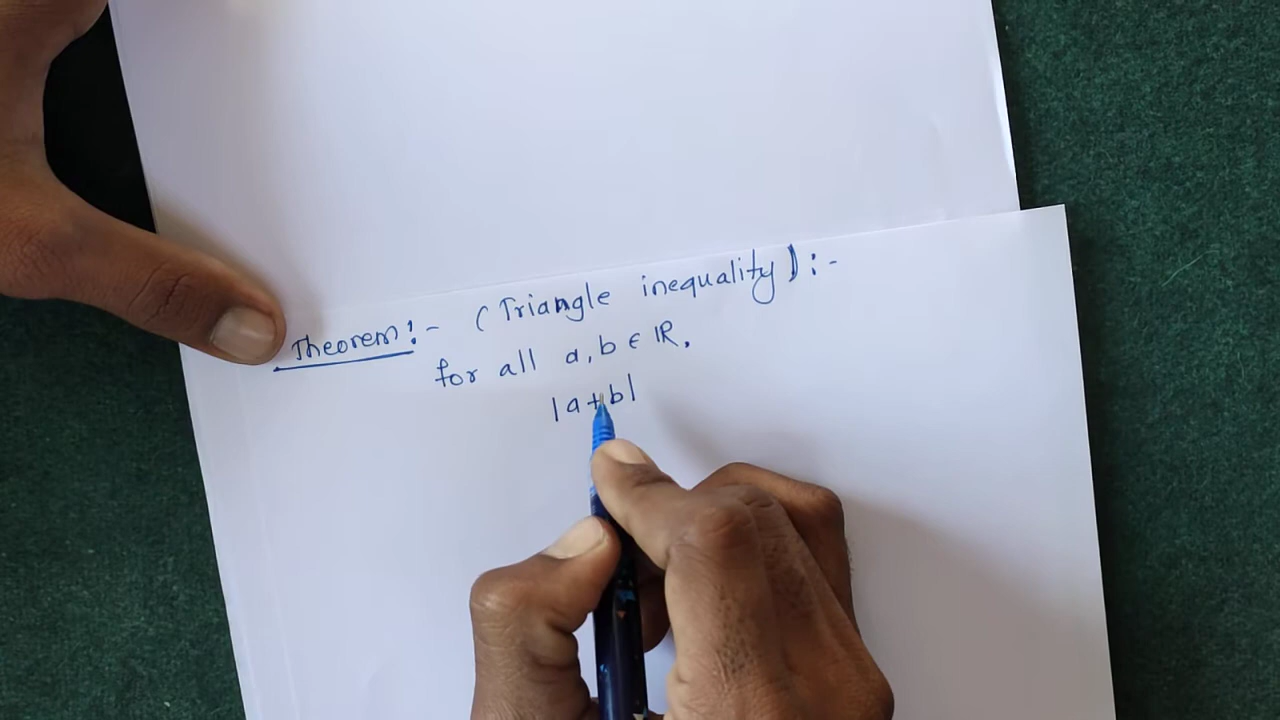 Theorem:- (Triangle inequality):-
for all a, b ∈ ℝ,
|a+b|